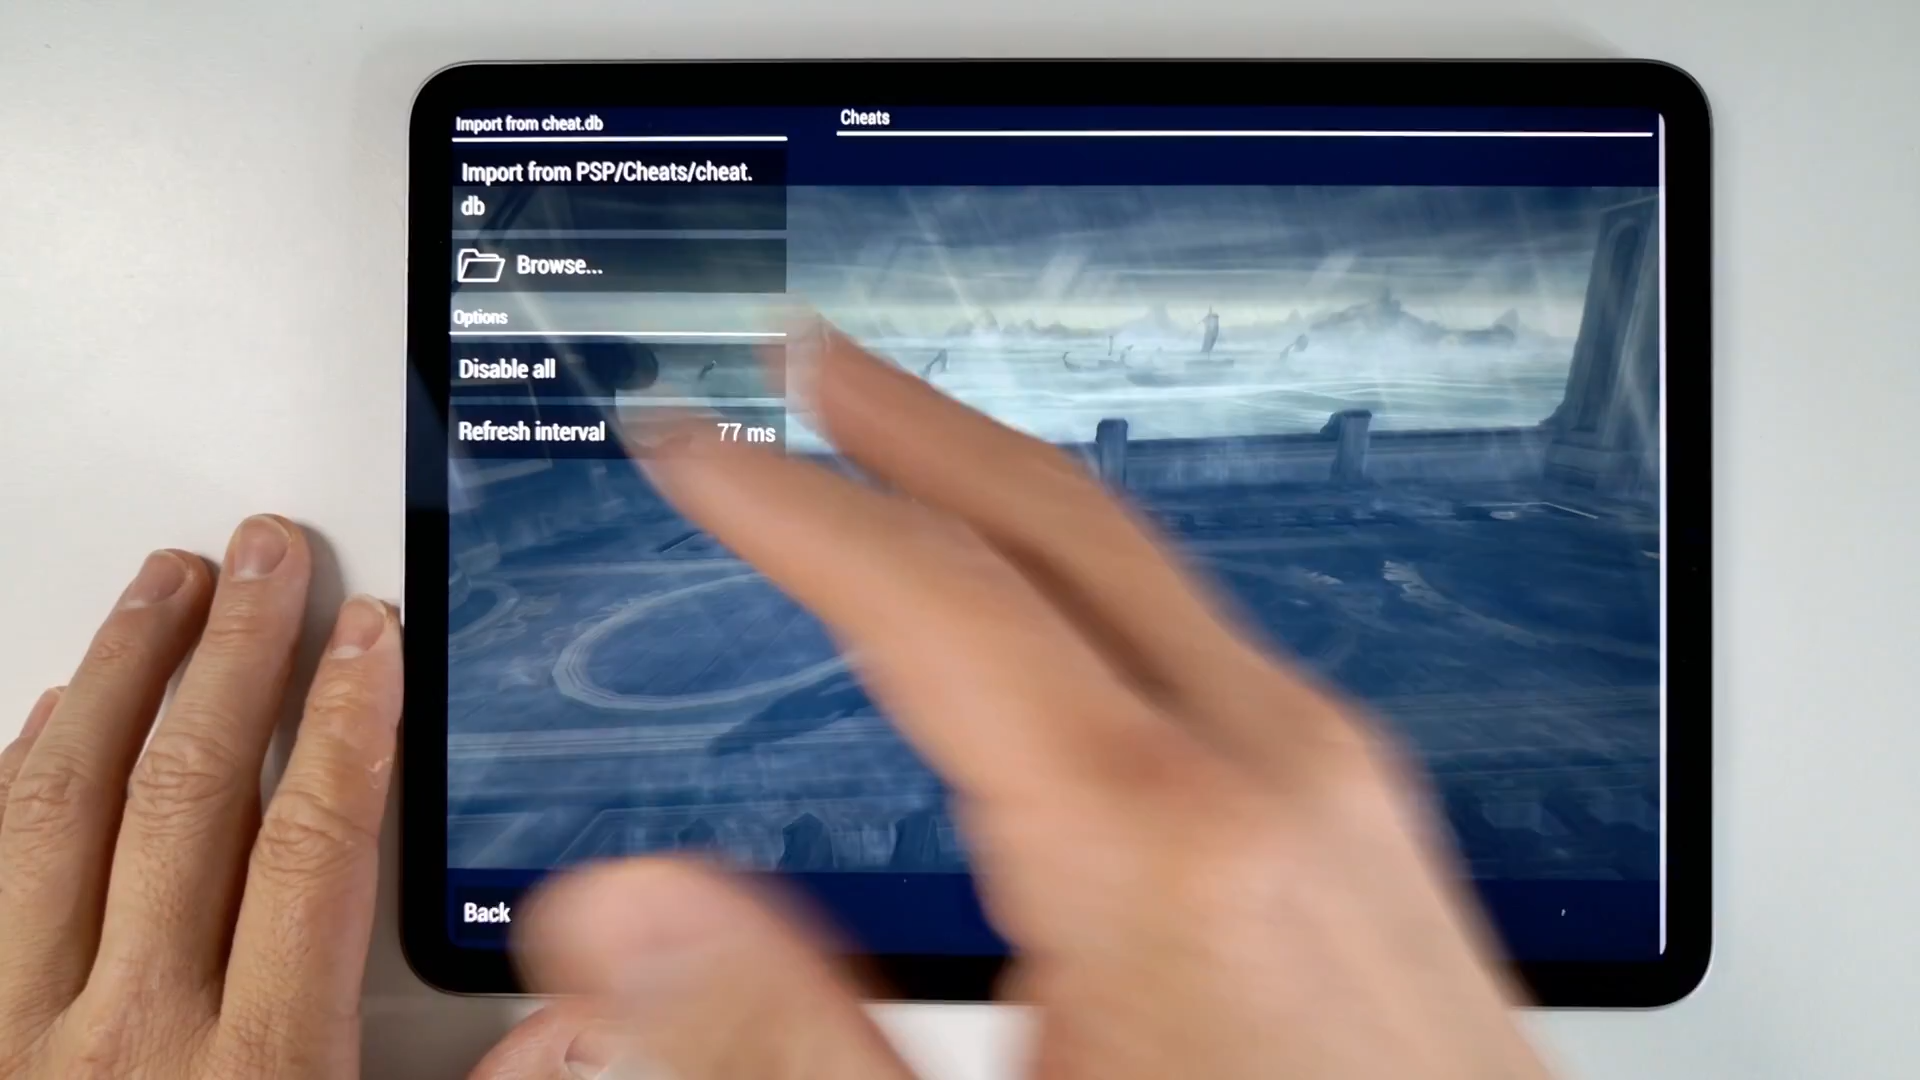 Import from cheat.db
Cheats
Import from PSP/Cheats/cheat.
db
Browse...
Options
Disable all
Refresh interval 77 ms
Back